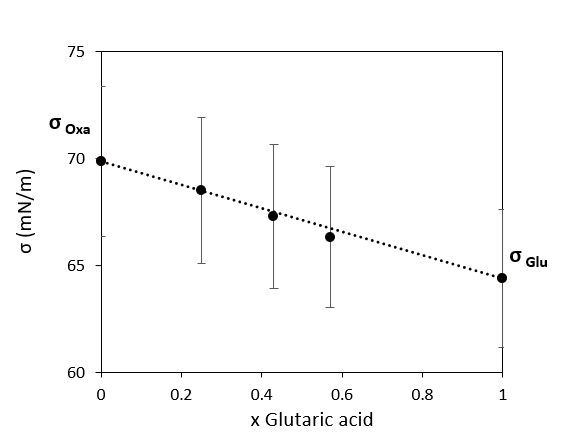 75
σ Oxa
70
σ (mN/m)
65
σ Glu
60
0 0.2 0.4 0.6 0.8 1
x Glutaric acid